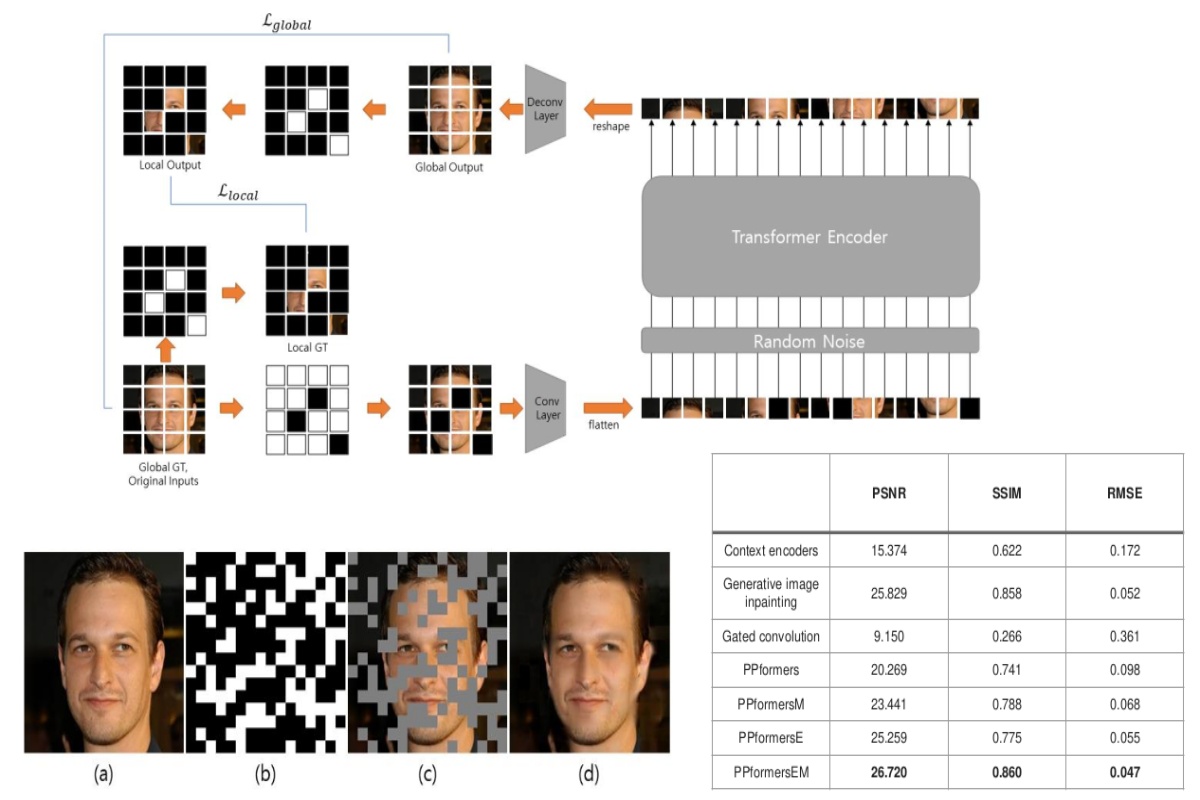 ℒglobal
Deconv
Layer
reshape
Local Output
Global Output
ℒlocal
Transformer Encoder
Local GT
Random Noise
Conv
Layer
flatten
Global GT,
Original Inputs
PSNR SSIM RMSE
Context encoders 15.374 0.622 0.172
Generative image
inpainting 25.829 0.858 0.052
Gated convolution 9.150 0.266 0.361
PPformers 20.269 0.741 0.098
PPformersM 23.441 0.788 0.068
PPformersE 25.259 0.775 0.055
PPformersEM 26.720 0.860 0.047
(a) (b) (c) (d)